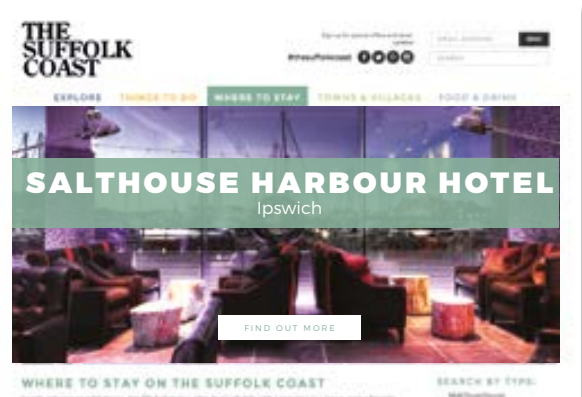 THE
SUFFOLK
COAST
#thesuffolkcoast
EXPLORE THINGS TO DO WHERE TO STAY TOWNS & VILLAGES FOOD & DRINK
SALTHOUSE HARBOUR HOTEL
Ipswich
FIND OUT MORE
WHERE TO STAY ON THE SUFFOLK COAST
SEARCH BY TYPE: